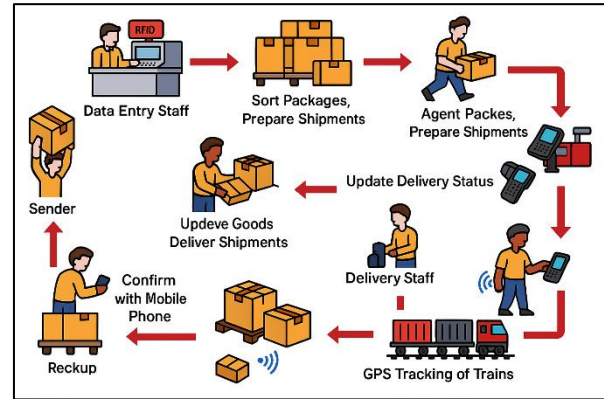 RFID
Data Entry Staff
Sort Packages,
Prepare Shipments
Agent Packes,
Prepare Shipments
Sender
Updeve Goods
Deliver Shipments
Update Delivery Status
Delivery Staff
Confirm
with Mobile
Phone
Reckup
GPS Tracking of Trains